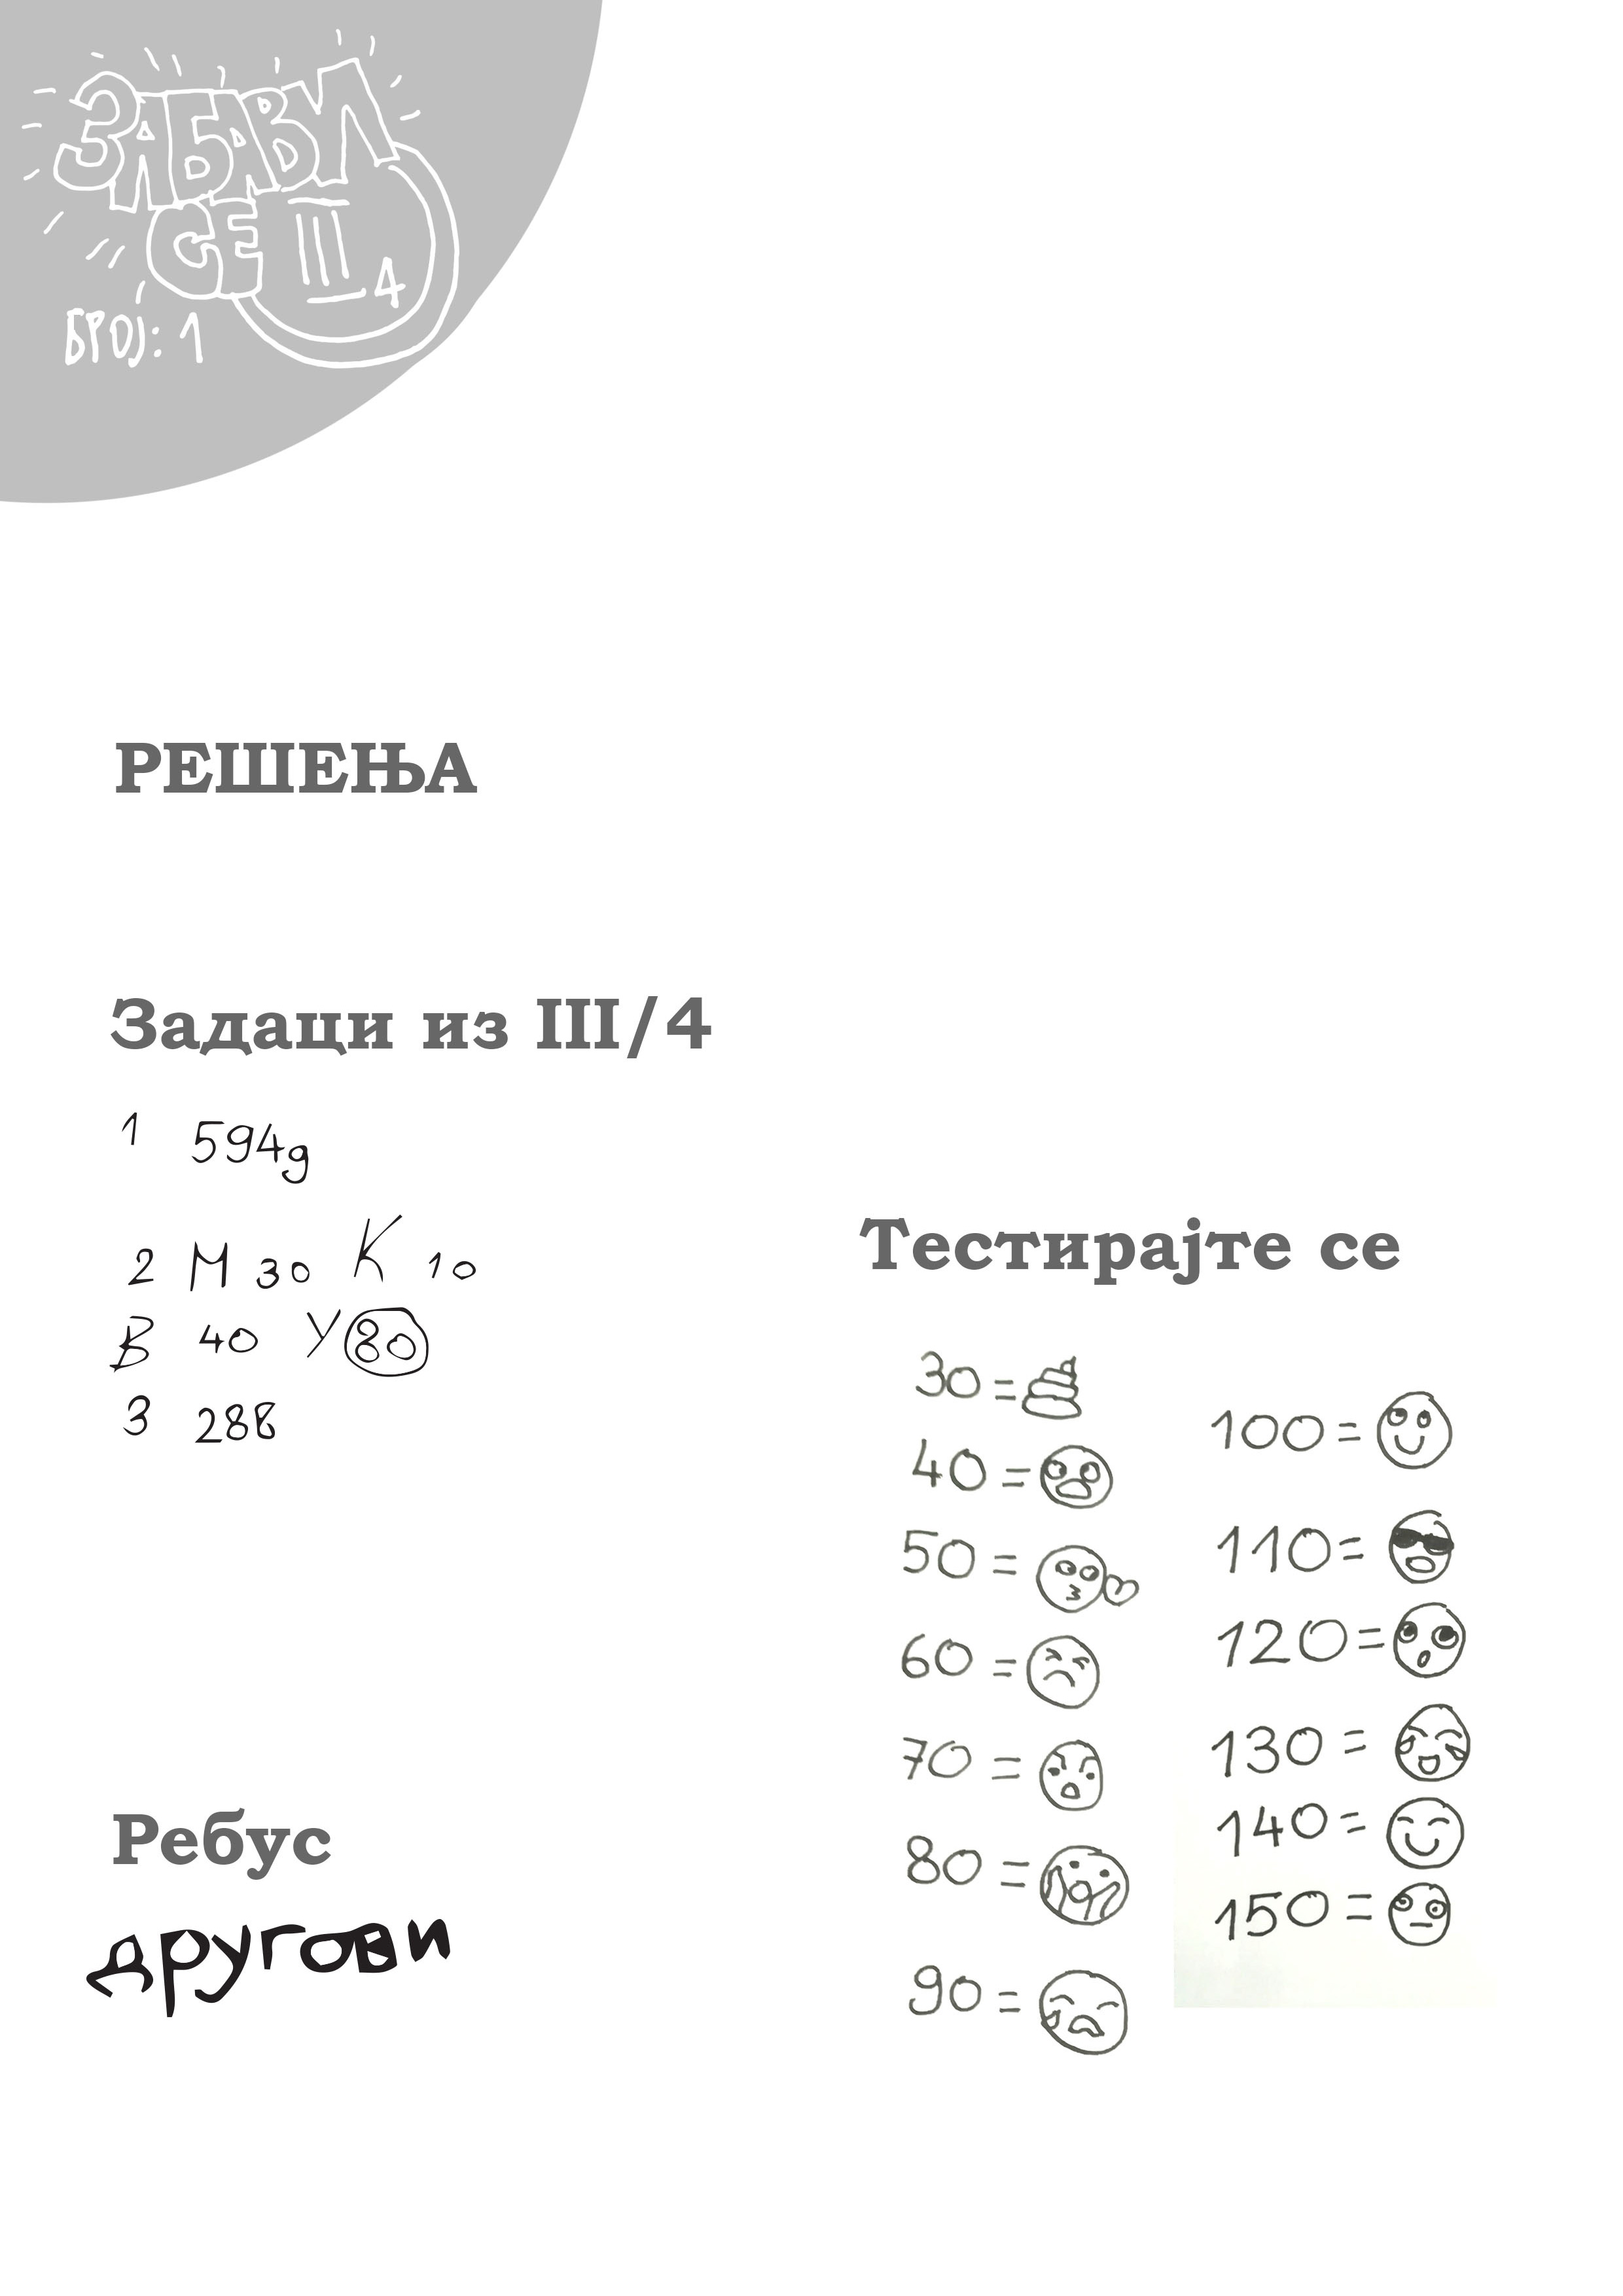 ЗАБАВИ
СЕ III 4
БРОЈ: 1
РЕШЕЊА
Задаци из III/4
1 594g
2 М 30 К 10
В 40 У 80
3 288
Ребус
другови
Тестирајте се
30 =
40 =
50 =
60 =
70 =
80 =
90 =
100 =
110 =
120 =
130 =
140 =
150 =